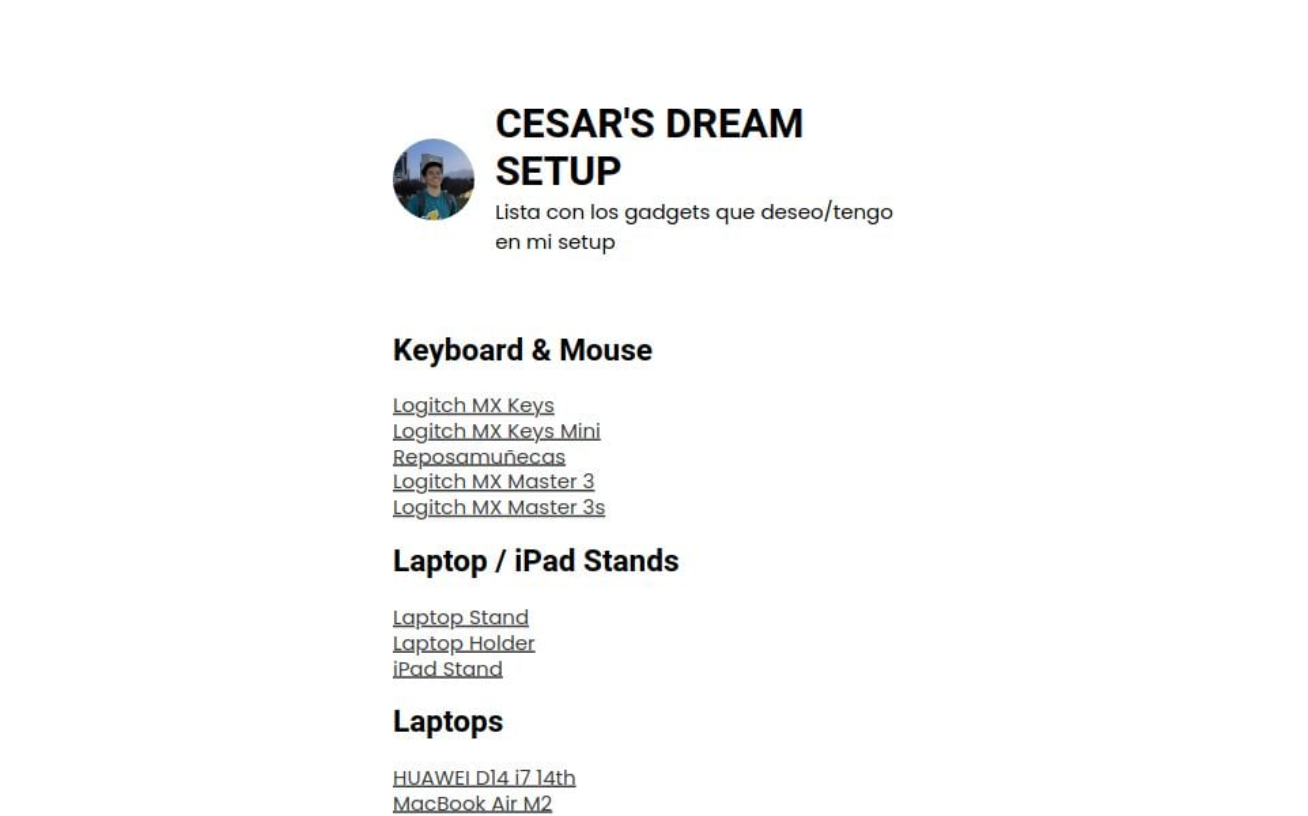 CESAR'S DREAM
SETUP
Lista con los gadgets que deseo/tengo
en mi setup
Keyboard & Mouse
Logitch MX Keys
Logitch MX Keys Mini
Reposamuñecas
Logitch MX Master 3
Logitch MX Master 3s
Laptop / iPad Stands
Laptop Stand
Laptop Holder
iPad Stand
Laptops
HUAWEI D14 i7 14th
MacBook Air M2